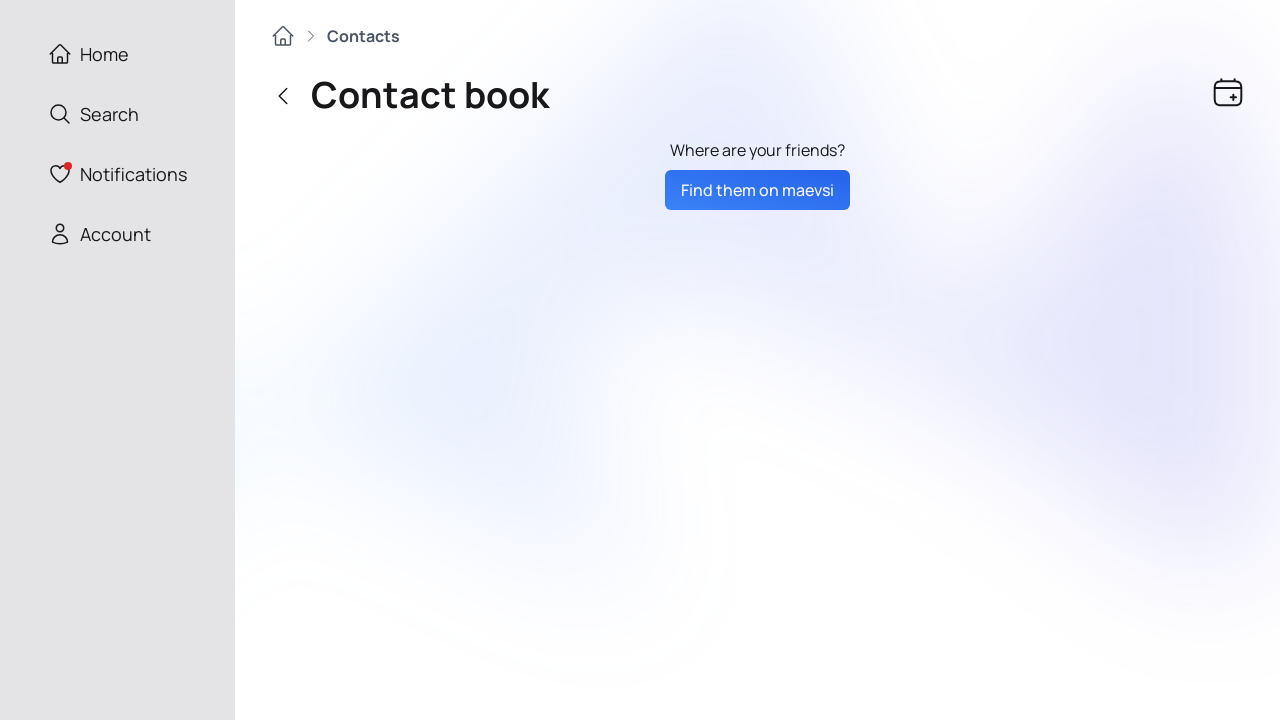 Home
Search
Notifications
Account
Contacts
Contact book
Where are your friends?
Find them on maevsi